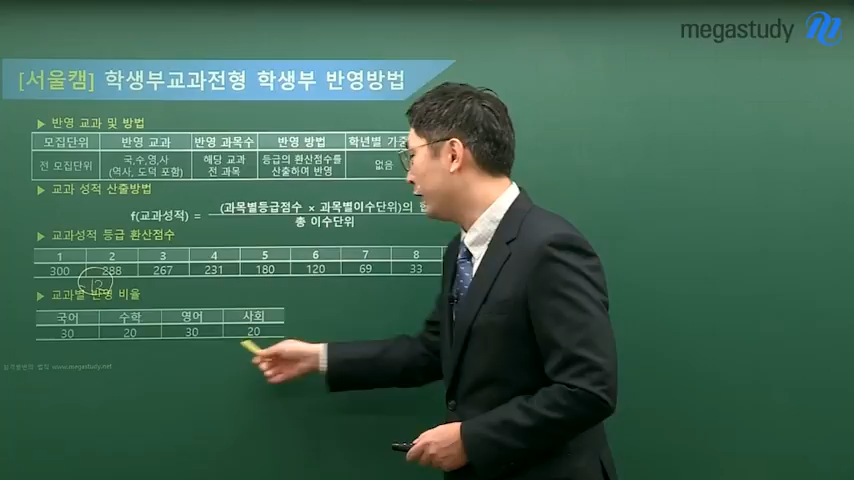 megastudy
[서울캠] 학생부교과전형 학생부 반영방법
▶ 반영 교과 및 방법
모집단위 반영 교과 반영 과목수 반영 방법 학년별 가중
전 모집단위 국,수,영,사 (역사, 도덕 포함) 해당 교과 전 과목 등급의 환산점수를 산출하여 반영 없음
▶ 교과 성적 산출방법
f(교과성적) = (과목별등급점수 × 과목별이수단위)의 총 이수단위
▶ 교과성적 등급 환산점수
1 2 3 4 5 6 7 8
300 288 267 231 180 120 69 33
12
▶ 교과별 반영 비율
국어 수학 영어 사회
30 20 30 20
www.megastudy.net